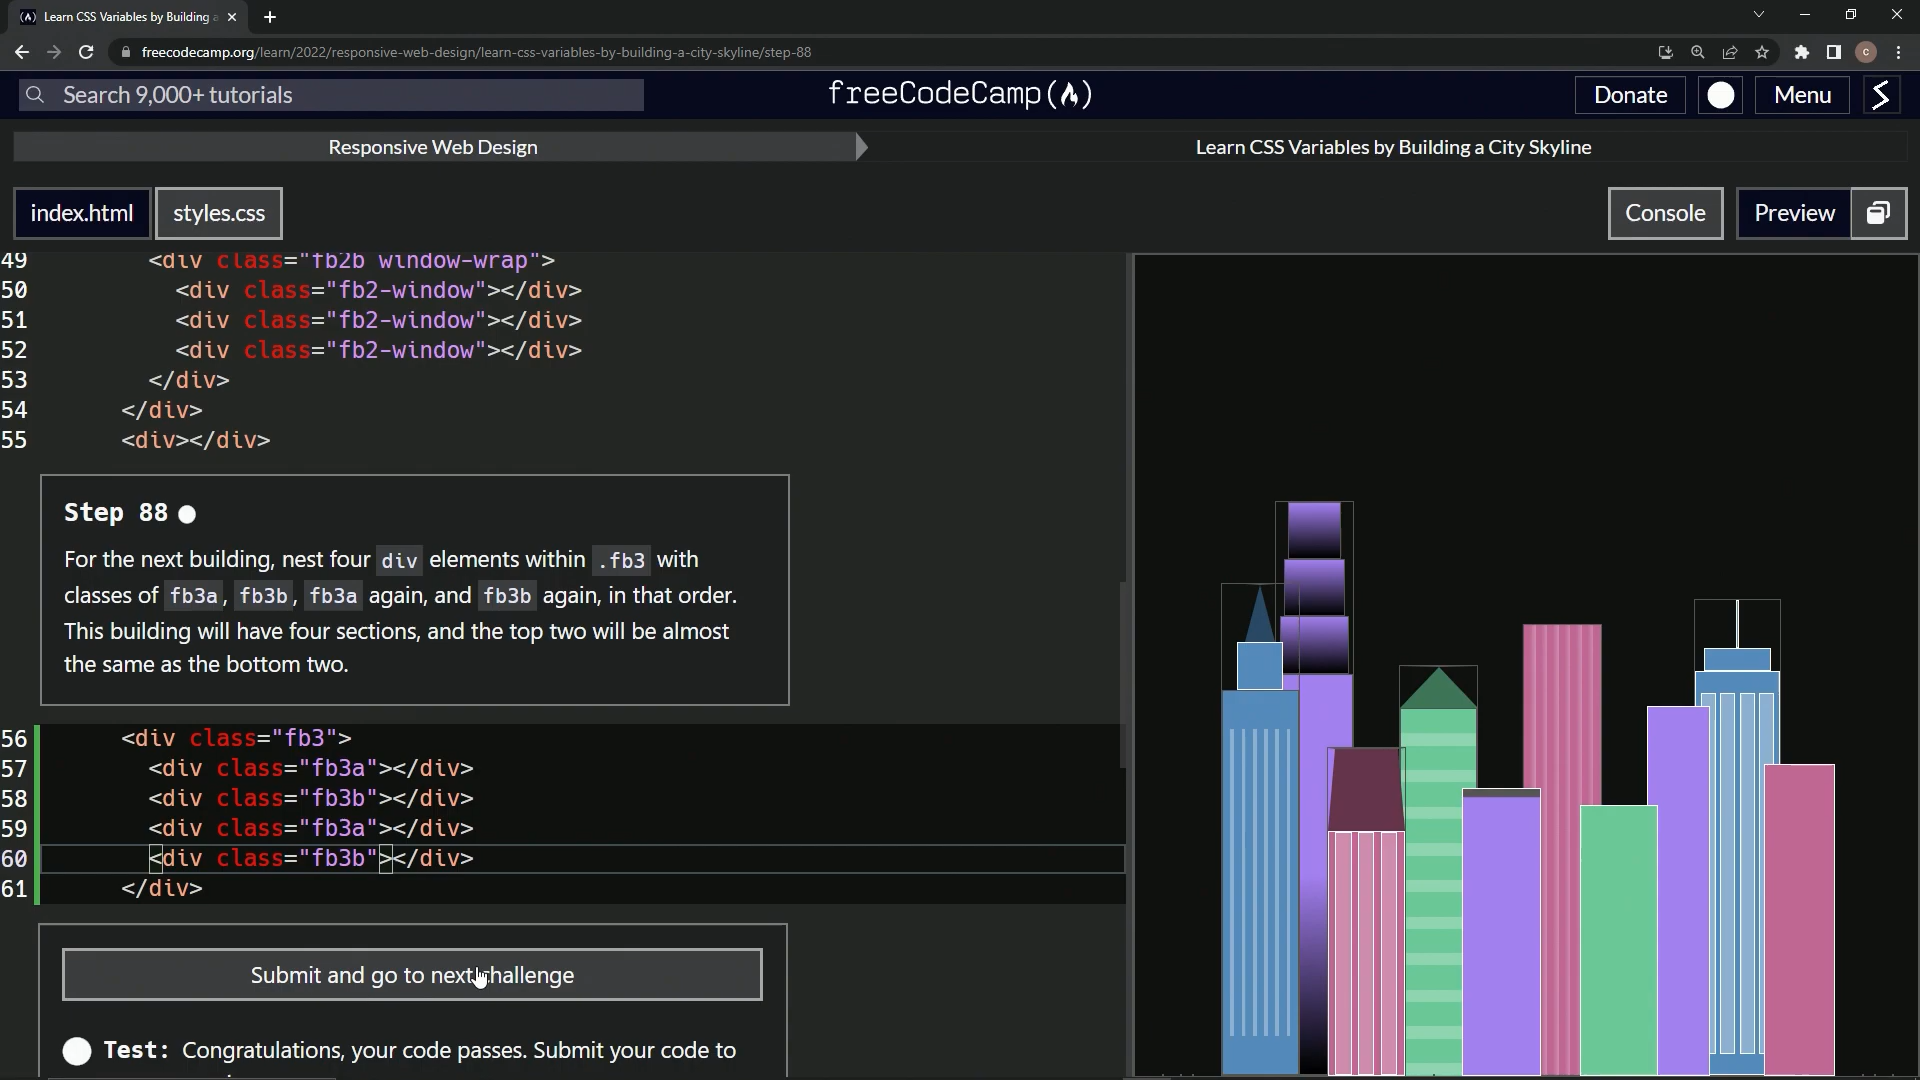 Learn CSS Variables by Building a
freecodecamp.org/learn/2022/responsive-web-design/learn-css-variables-by-building-a-city-skyline/step-88
C
Search 9,000+ tutorials
freeCodeCamp(🔥)
Donate
Menu
Responsive Web Design
Learn CSS Variables by Building a City Skyline
index.html
styles.css
Console
Preview
49 <div class="fb2b window-wrap">
50 <div class="fb2-window"></div>
51 <div class="fb2-window"></div>
52 <div class="fb2-window"></div>
53 </div>
54 </div>
55 <div></div>
Step 88
For the next building, nest four div elements within .fb3 with
classes of fb3a, fb3b, fb3a again, and fb3b again, in that order.
This building will have four sections, and the top two will be almost
the same as the bottom two.
56 <div class="fb3">
57 <div class="fb3a"></div>
58 <div class="fb3b"></div>
59 <div class="fb3a"></div>
60 <div class="fb3b"></div>
61 </div>
Submit and go to next challenge
Test: Congratulations, your code passes. Submit your code to